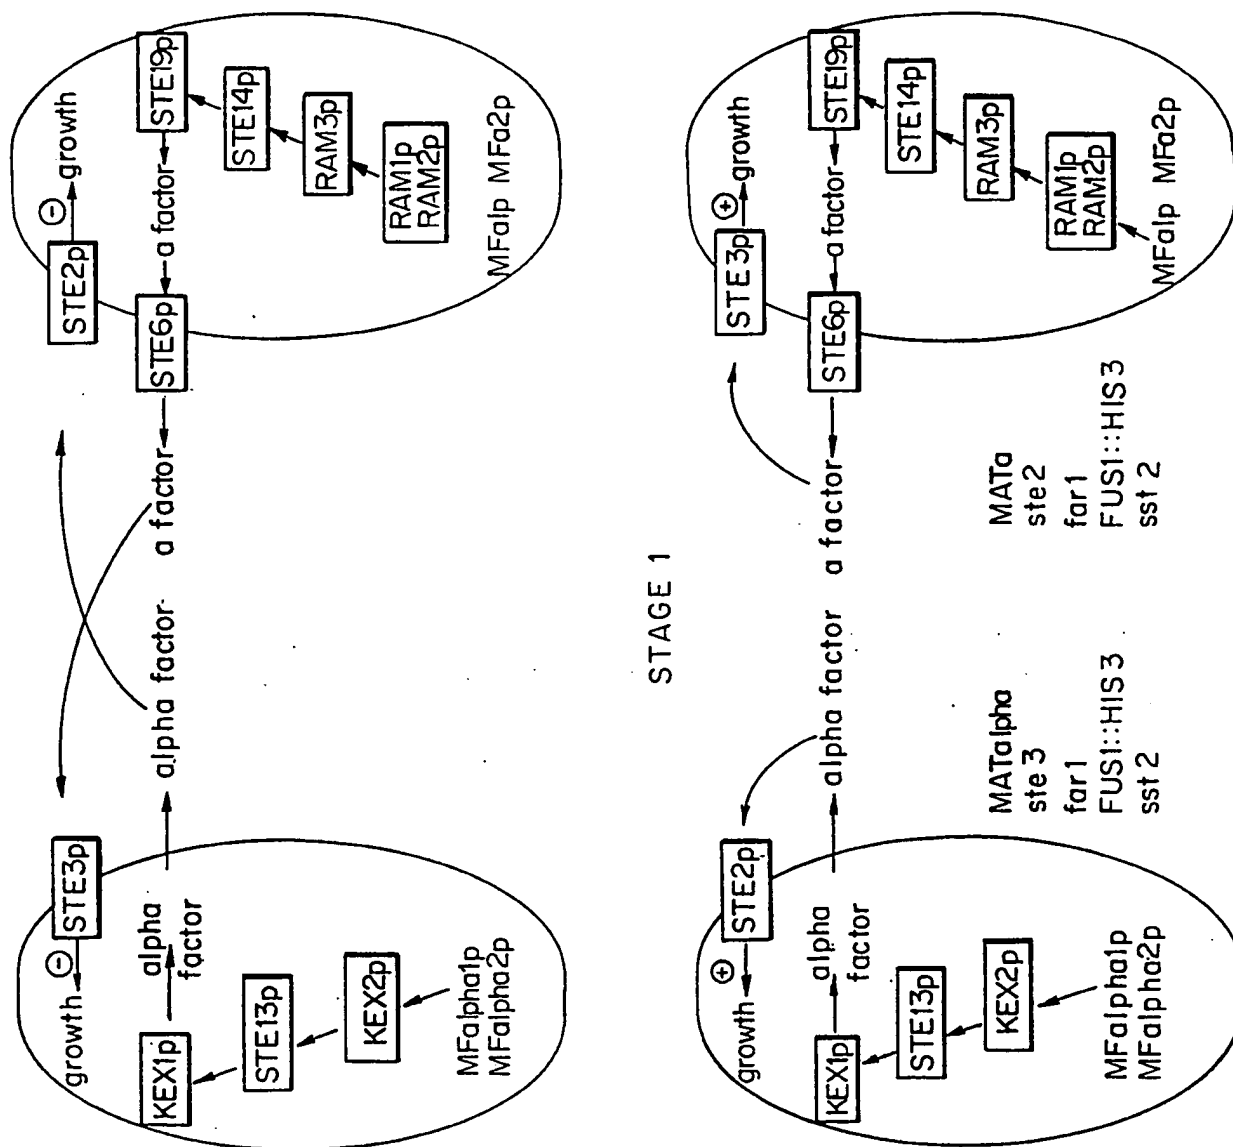 growth
-
STE3p
KEX1p
alpha
factor
STE13p
KEX2p
MFalpha1p
MFalpha2p
alpha factor
a factor
STE2p
-
growth
STE6p
a factor
STE19p
STE14p
RAM3p
RAM1p
RAM2p
MFa1p MFa2p
STAGE 1
growth
+
STE2p
KEX1p
alpha
factor
STE13p
KEX2p
MFalpha1p
MFalpha2p
alpha factor
a factor
MATalpha
ste3
far1
FUS1::HIS3
sst2
MATa
ste2
far1
FUS1::HIS3
sst 2
STE3p
+
growth
STE6p
a factor
STE19p
STE14p
RAM3p
RAM1p
RAM2p
MFa1p MFa2p